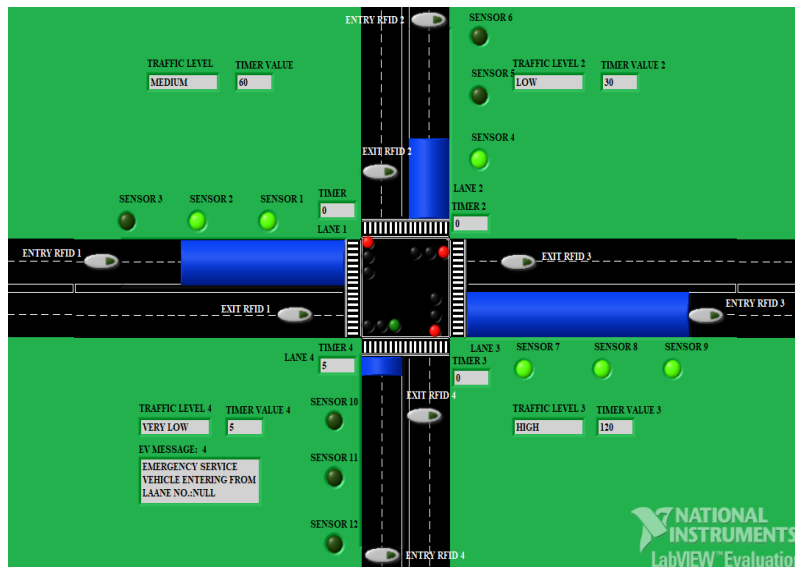 ENTRY RFID 2
SENSOR 6
TRAFFIC LEVEL
TIMER VALUE
MEDIUM
60
SENSOR 5
TRAFFIC LEVEL 2
TIMER VALUE 2
LOW
30
SENSOR 4
EXIT RFID 2
SENSOR 3
SENSOR 2
SENSOR 1
TIMER
0
LANE 1
LANE 2
TIMER 2
0
ENTRY RFID 1
EXIT RFID 3
EXIT RFID 1
ENTRY RFID 3
TIMER 4
LANE 4
5
LANE 3
TIMER 3
0
SENSOR 7
SENSOR 8
SENSOR 9
TRAFFIC LEVEL 4
TIMER VALUE 4
VERY LOW
5
SENSOR 10
EXIT RFID 4
TRAFFIC LEVEL 3
TIMER VALUE 3
HIGH
120
EV MESSAGE: 4
EMERGENCY SERVICE
VEHICLE ENTERING FROM
LAANE NO.:NULL
SENSOR 11
SENSOR 12
ENTRY RFID 4
NATIONAL
INSTRUMENTS
LabVIEW™ Evaluation